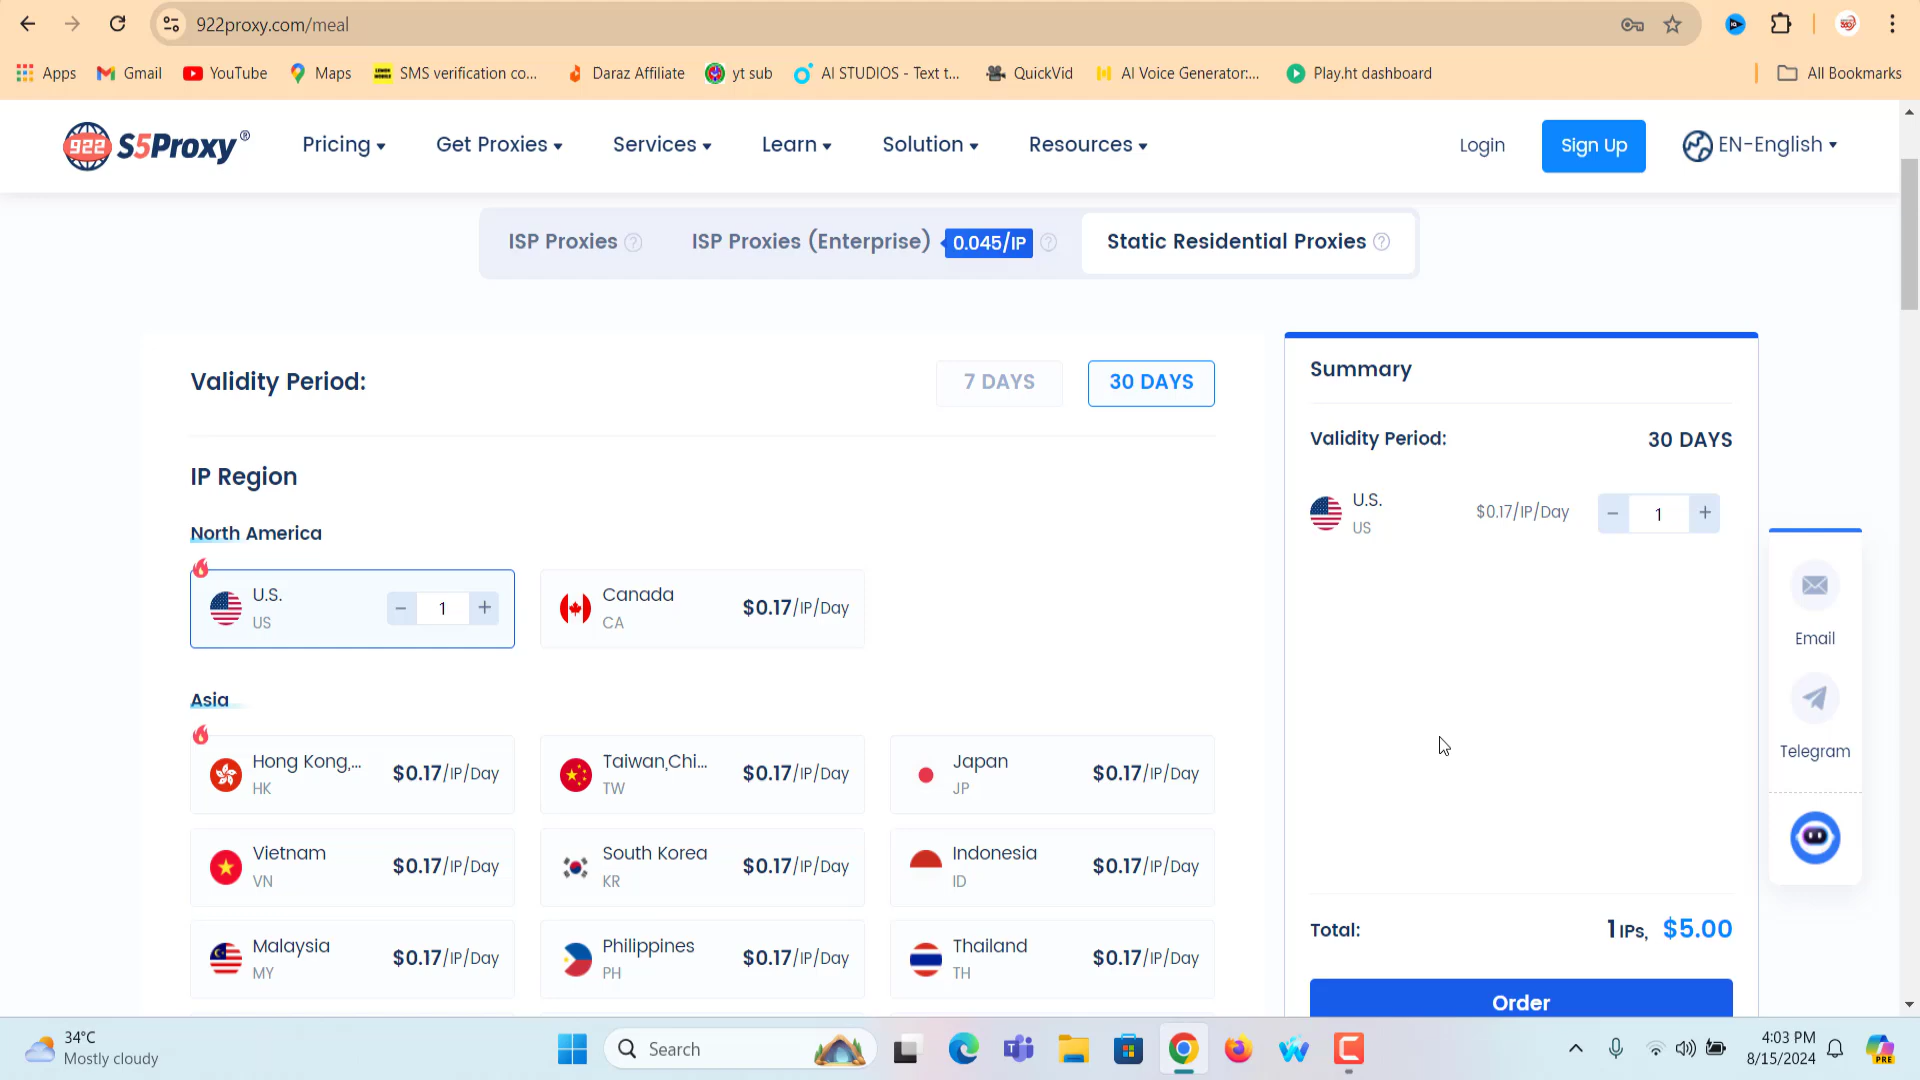 922proxy.com/meal
Apps Gmail YouTube Maps SMS verification co... Daraz Affiliate yt sub AI STUDIOS - Text t... QuickVid AI Voice Generator:... Play.ht dashboard All Bookmarks
922 S5Proxy® Pricing Get Proxies Services Learn Solution Resources Login Sign Up EN-English
ISP Proxies ? ISP Proxies (Enterprise) 0.045/IP ? Static Residential Proxies ?
Validity Period: 7 DAYS 30 DAYS
IP Region
North America
U.S. − 1 +
US
Canada $0.17/IP/Day
CA
Asia
Hong Kong,... $0.17/IP/Day
HK
Taiwan,Chi... $0.17/IP/Day
TW
Japan $0.17/IP/Day
JP
Vietnam $0.17/IP/Day
VN
South Korea $0.17/IP/Day
KR
Indonesia $0.17/IP/Day
ID
Malaysia $0.17/IP/Day
MY
Philippines $0.17/IP/Day
PH
Thailand $0.17/IP/Day
TH
Summary
Validity Period: 30 DAYS
U.S. $0.17/IP/Day − 1 +
US
Total: 1 IPs, $5.00
Order
Email
Telegram
34°C
Mostly cloudy
Search
4:03 PM
8/15/2024
PRE